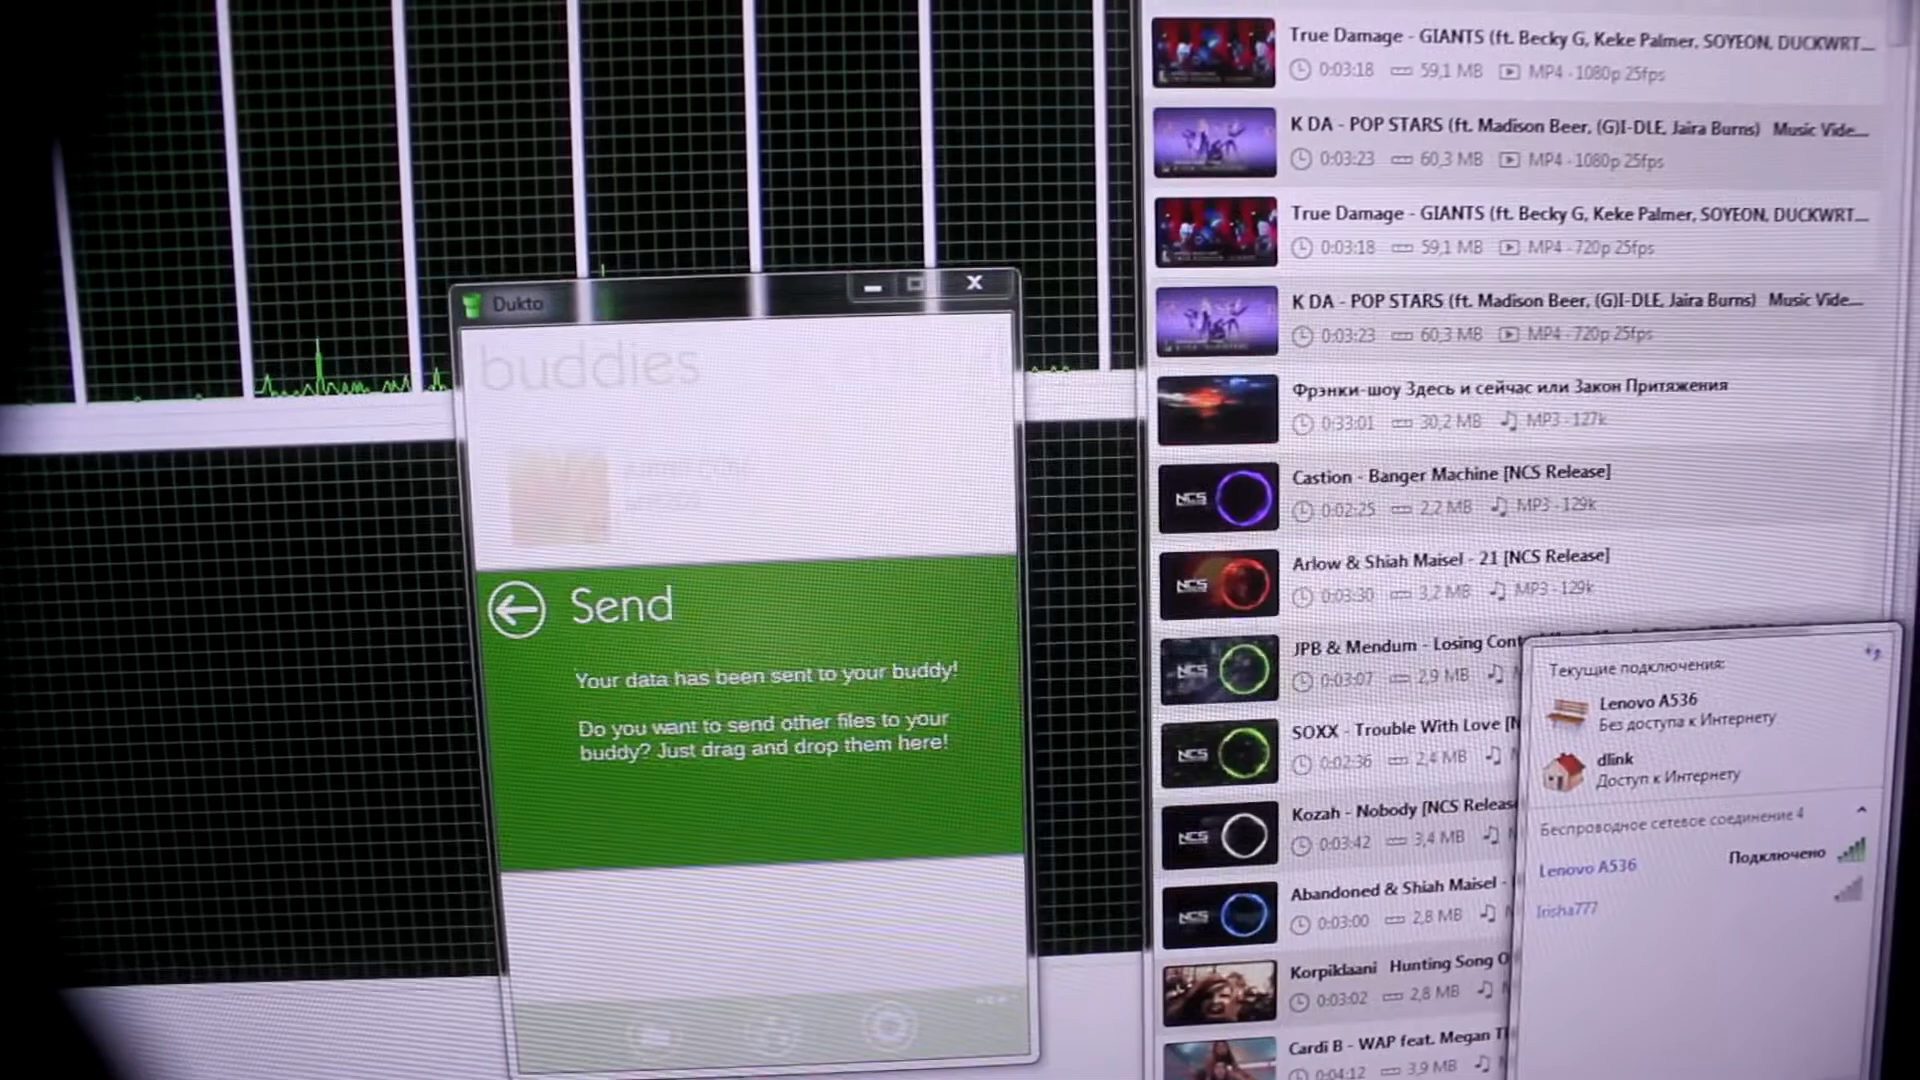 True Damage - GIANTS (ft. Becky G, Keke Palmer, SOYEON, DUCKWRT...
0:03:18 59,1 MB MP4 - 1080p 25fps
K DA - POP STARS (ft. Madison Beer, (G)I-DLE, Jaira Burns) Music Vide...
0:03:23 60,3 MB MP4 - 1080p 25fps
True Damage - GIANTS (ft. Becky G, Keke Palmer, SOYEON, DUCKWRT...
0:03:18 59,1 MB MP4 - 720p 25fps
K DA - POP STARS (ft. Madison Beer, (G)I-DLE, Jaira Burns) Music Vide...
0:03:23 60,3 MB MP4 - 720p 25fps
Фрэнки-шоу Здесь и сейчас или Закон Притяжения
0:33:01 30,2 MB MP3 - 127k
NCS
Castion - Banger Machine [NCS Release]
0:02:25 2,2 MB MP3 - 129k
NCS
Arlow & Shiah Maisel - 21 [NCS Release]
0:03:30 3,2 MB MP3 - 129k
NCS
JPB & Mendum - Losing Cont
0:03:07 2,9 MB
NCS
SOXX - Trouble With Love [N
0:02:36 2,4 MB
NCS
Kozah - Nobody [NCS Releas
0:03:42 3,4 MB
NCS
Abandoned & Shiah Maisel -
0:03:00 2,8 MB
Korpiklaani Hunting Song O
0:03:02 2,8 MB
Cardi B - WAP feat. Megan T
0:04:12 3,9 MB
Dukto
buddies
Send
Your data has been sent to your buddy!
Do you want to send other files to your
buddy? Just drag and drop them here!
Текущие подключения:
Lenovo A536
Без доступа к Интернету
dlink
Доступ к Интернету
Беспроводное сетевое соединение 4
Lenovo A536 Подключено
Irisha777